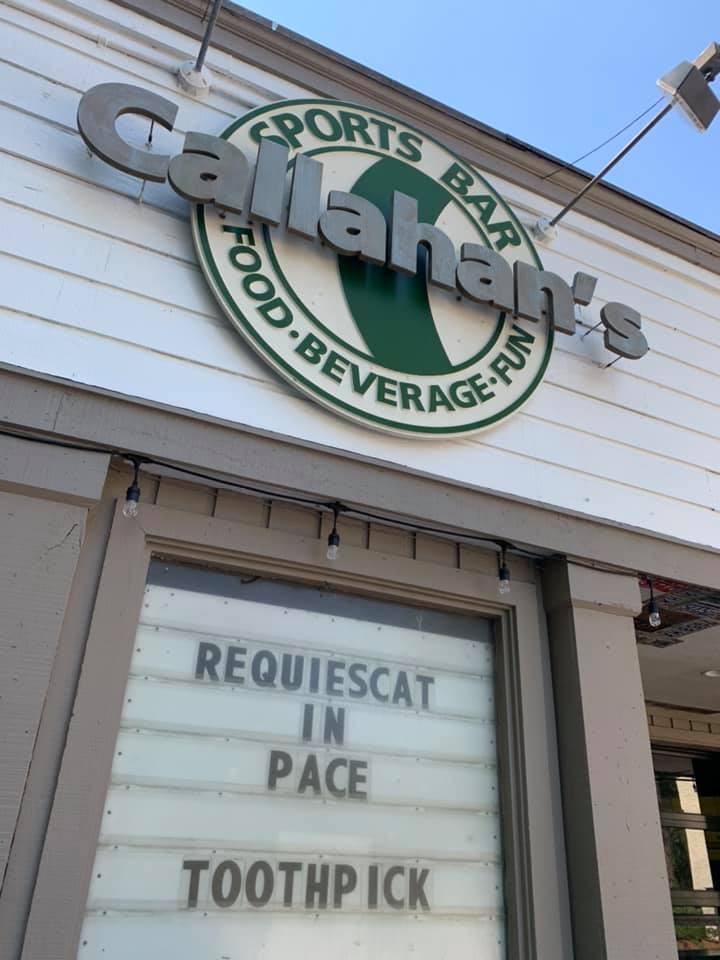 SPORTS BAR
Callahan's
FOOD • BEVERAGE • FUN
REQUIESCAT
IN
PACE
TOOTHPICK